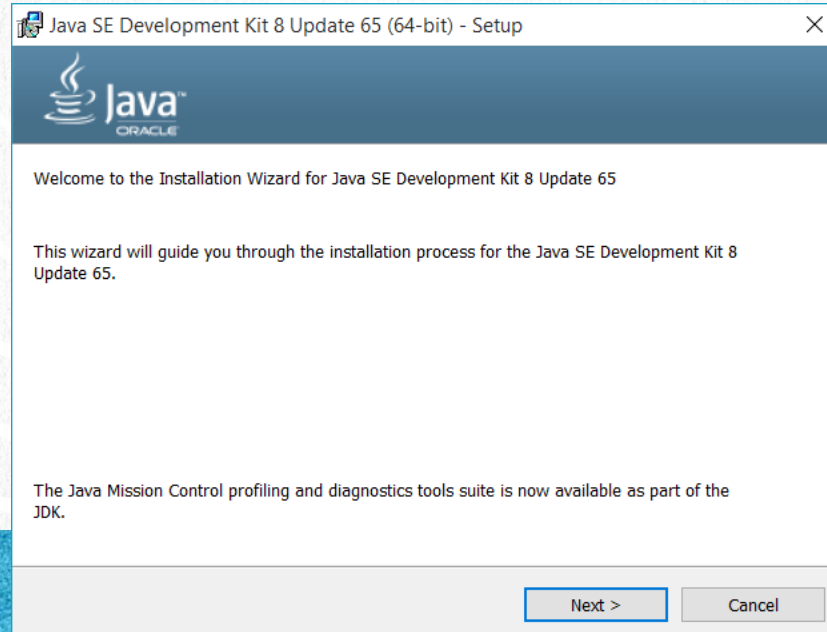 Java SE Development Kit 8 Update 65 (64-bit) - Setup
Java™
ORACLE
Welcome to the Installation Wizard for Java SE Development Kit 8 Update 65
This wizard will guide you through the installation process for the Java SE Development Kit 8
Update 65.
The Java Mission Control profiling and diagnostics tools suite is now available as part of the
JDK.
Next >
Cancel